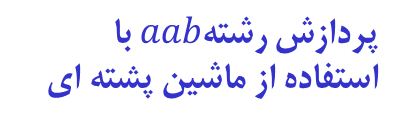 پردازش رشته aab با
استفاده از ماشین پشته ای